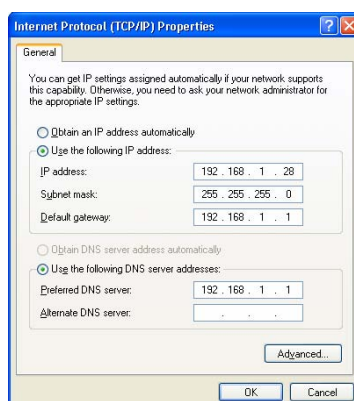 Internet Protocol (TCP/IP) Properties
General
You can get IP settings assigned automatically if your network supports
this capability. Otherwise, you need to ask your network administrator for
the appropriate IP settings.
Obtain an IP address automatically
Use the following IP address:
IP address: 192 . 168 . 1 . 28
Subnet mask: 255 . 255 . 255 . 0
Default gateway: 192 . 168 . 1 . 1
Obtain DNS server address automatically
Use the following DNS server addresses:
Preferred DNS server: 192 . 168 . 1 . 1
Alternate DNS server: . . .
Advanced...
OK Cancel